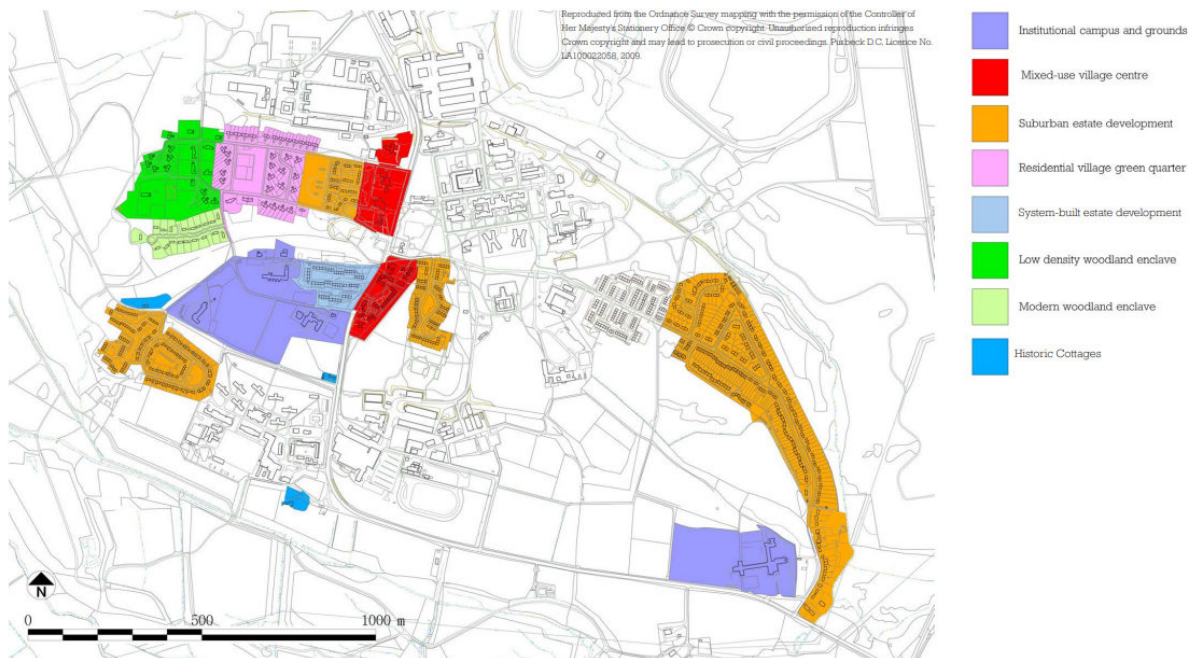 Reproduced from the Ordnance Survey mapping with the permission of the Controller of
Her Majesty's Stationery Office © Crown copyright. Unauthorised reproduction infringes
Crown copyright and may lead to prosecution or civil proceedings. Purbeck D.C, Licence No.
LA100022058, 2009.
Institutional campus and grounds
Mixed-use village centre
Suburban estate development
Residential village green quarter
System-built estate development
Low density woodland enclave
Modern woodland enclave
Historic Cottages
N
0 500 1000 m